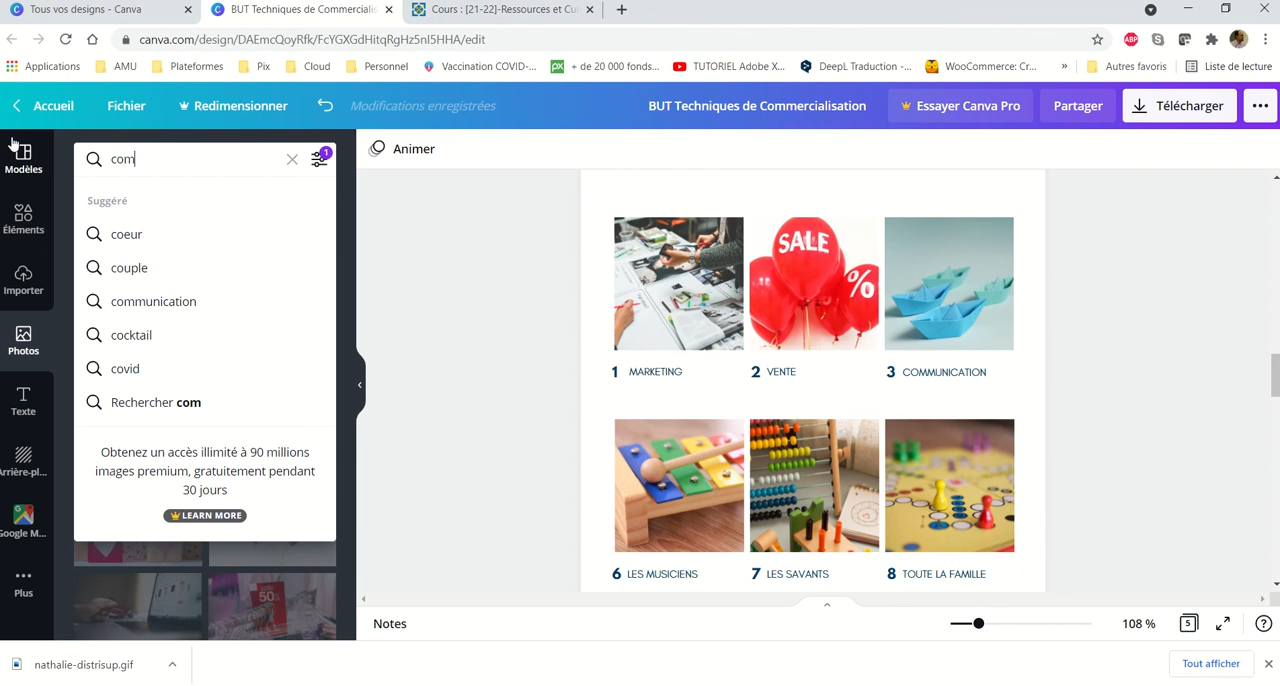 Tous vos designs - Canva
BUT Techniques de Commercialis
Cours : [21-22]-Ressources et Cul
canva.com/design/DAEmcQoyRfk/FcYGXGdHitqRgHz5nI5HHA/edit
ABP
Applications
AMU
Plateformes
Pix
Cloud
Personnel
Vaccination COVID-...
+ de 20 000 fonds...
TUTORIEL Adobe X...
DeepL Traduction -...
WooCommerce: Cr...
»
Autres favoris
Liste de lecture
Accueil
Fichier
Redimensionner
Modifications enregistrées
BUT Techniques de Commercialisation
Essayer Canva Pro
Partager
Télécharger
Modèles
Éléments
Importer
Photos
Texte
Arrière-pl...
Google M...
Plus
com
1
Suggéré
coeur
couple
communication
cocktail
covid
Rechercher com
Obtenez un accès illimité à 90 millions
images premium, gratuitement pendant
30 jours
LEARN MORE
50%
Animer
SALE
%
1 MARKETING
2 VENTE
3 COMMUNICATION
6 LES MUSICIENS
7 LES SAVANTS
8 TOUTE LA FAMILLE
Notes
108 %
5
nathalie-distrisup.gif
Tout afficher